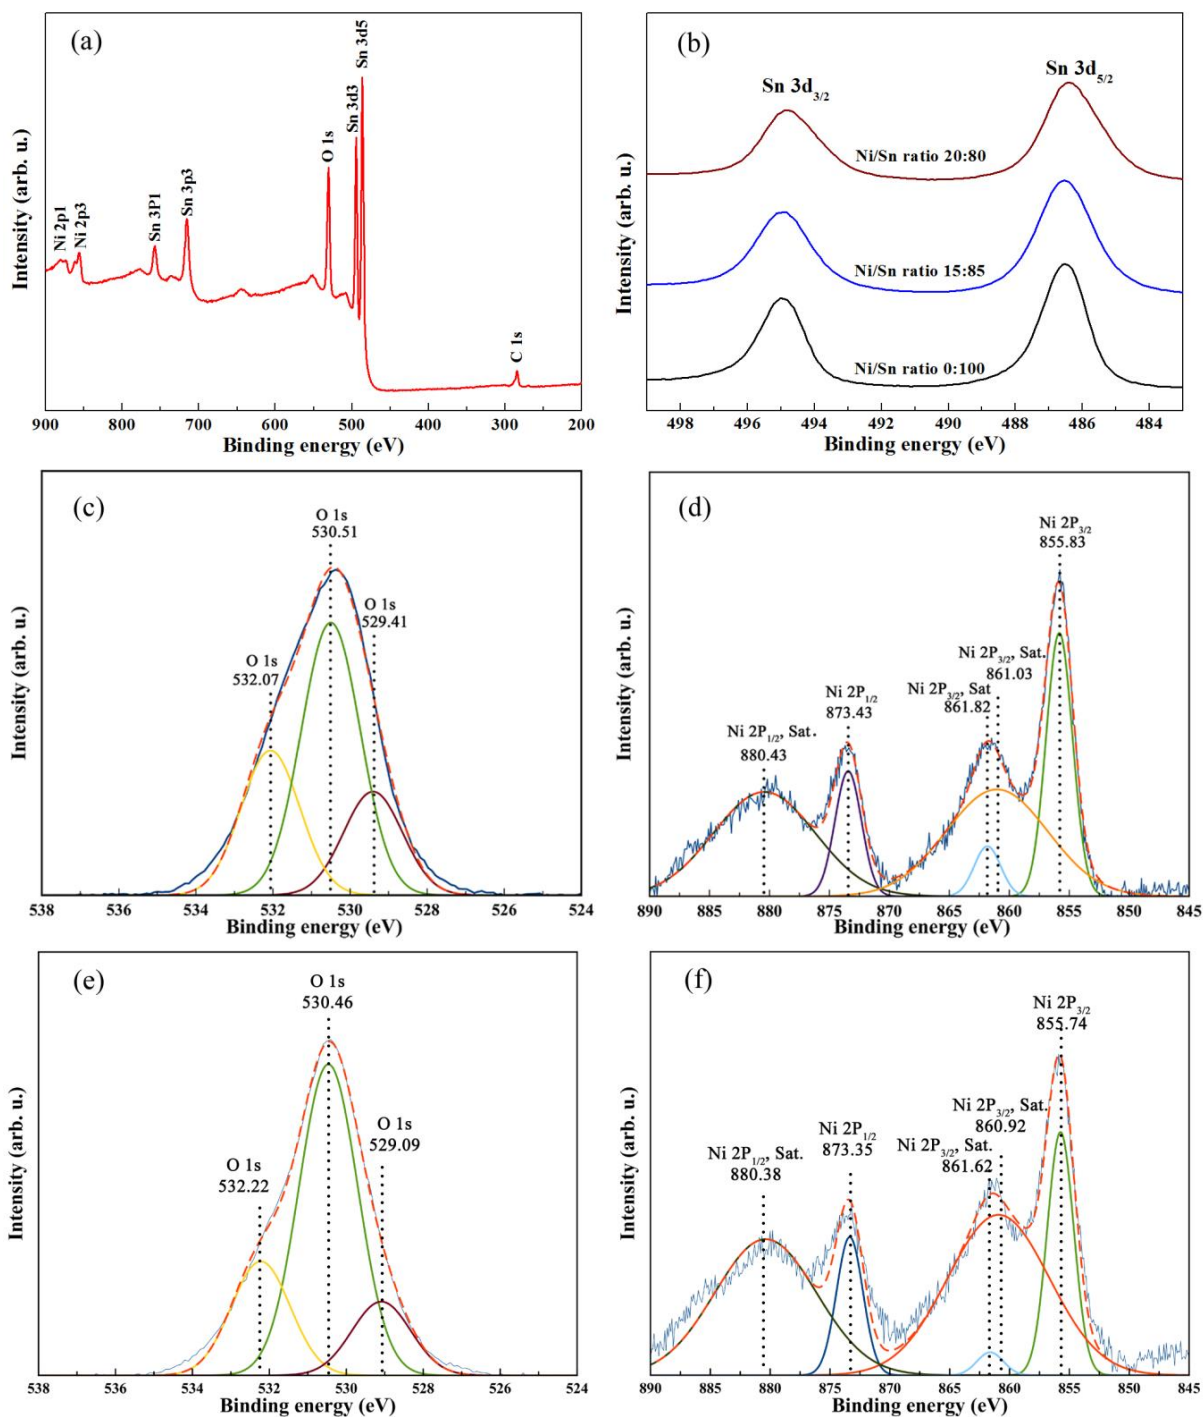 (a)
Intensity (arb. u.)
Ni 2p1
Ni 2p3
Sn 3P1
Sn 3p3
O 1s
Sn 3d3
Sn 3d5
C 1s
900 800 700 600 500 400 300 200
Binding energy (eV)
(b)
Intensity (arb. u.)
Sn 3d3/2
Sn 3d5/2
Ni/Sn ratio 20:80
Ni/Sn ratio 15:85
Ni/Sn ratio 0:100
498 496 494 492 490 488 486 484
Binding energy (eV)
(c)
Intensity (arb. u.)
O 1s
530.51
O 1s
529.41
O 1s
532.07
538 536 534 532 530 528 526 524
Binding energy (eV)
(d)
Intensity (arb. u.)
Ni 2P3/2
855.83
Ni 2P3/2, Sat.
861.03
Ni 2P3/2, Sat
861.82
Ni 2P1/2
873.43
Ni 2P1/2, Sat.
880.43
890 885 880 875 870 865 860 855 850 845
Binding energy (eV)
(e)
Intensity (arb. u.)
O 1s
530.46
O 1s
529.09
O 1s
532.22
538 536 534 532 530 528 526 524
Binding energy (eV)
(f)
Intensity (arb. u.)
Ni 2P3/2
855.74
Ni 2P3/2, Sat.
860.92
Ni 2P3/2, Sat.
861.62
Ni 2P1/2
873.35
Ni 2P1/2, Sat.
880.38
890 885 880 875 870 865 860 855 850 845
Binding energy (eV)